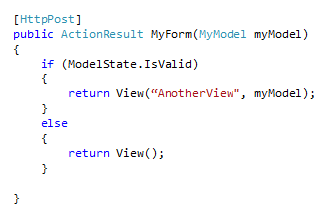 [HttpPost]
public ActionResult MyForm(MyModel myModel)
{
    if (ModelState.IsValid)
    {
        return View(“AnotherView", myModel);
    }
    else
    {
        return View();
    }
}